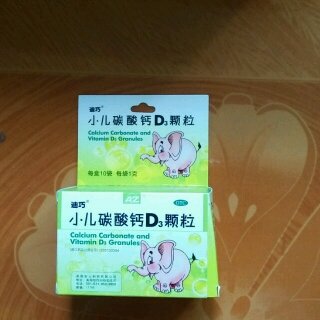 迪巧
小儿碳酸钙D₃颗粒
Calcium Carbonate and
Vitamin D₃ Granules
每盒10袋 每袋1克
AZ
迪巧
OTC
小儿碳酸钙D₃颗粒
Calcium Carbonate and
Vitamin D₃ Granules